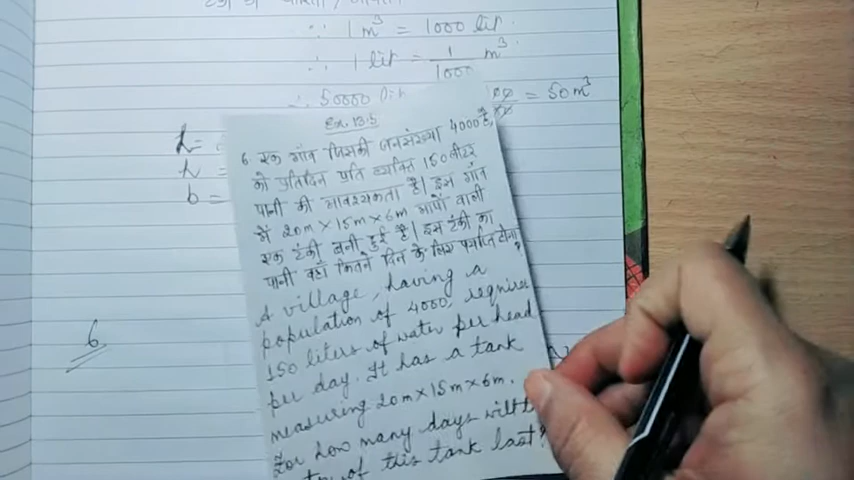 1 m³ = 1000 lit.
∴ 1 lit = 1/1000 m³
∴ 50000 = 50 m³
h =
b =
Ex. 13.5
6. एक गाँव जिसकी जनसंख्या 4000 है,
को प्रतिदिन प्रति व्यक्ति 150 लीटर
पानी की आवश्यकता है। इस गाँव
में 20m×15m×6m मापों वाली
एक टंकी बनी हुई है। इस टंकी का
पानी वहाँ कितने दिन के लिए पर्याप्त होगा?
A village, having a
population of 4000, requires
150 liters of water per head
per day. It has a tank
measuring 20m×15m×6m.
For how many days will
of this tank last?
6